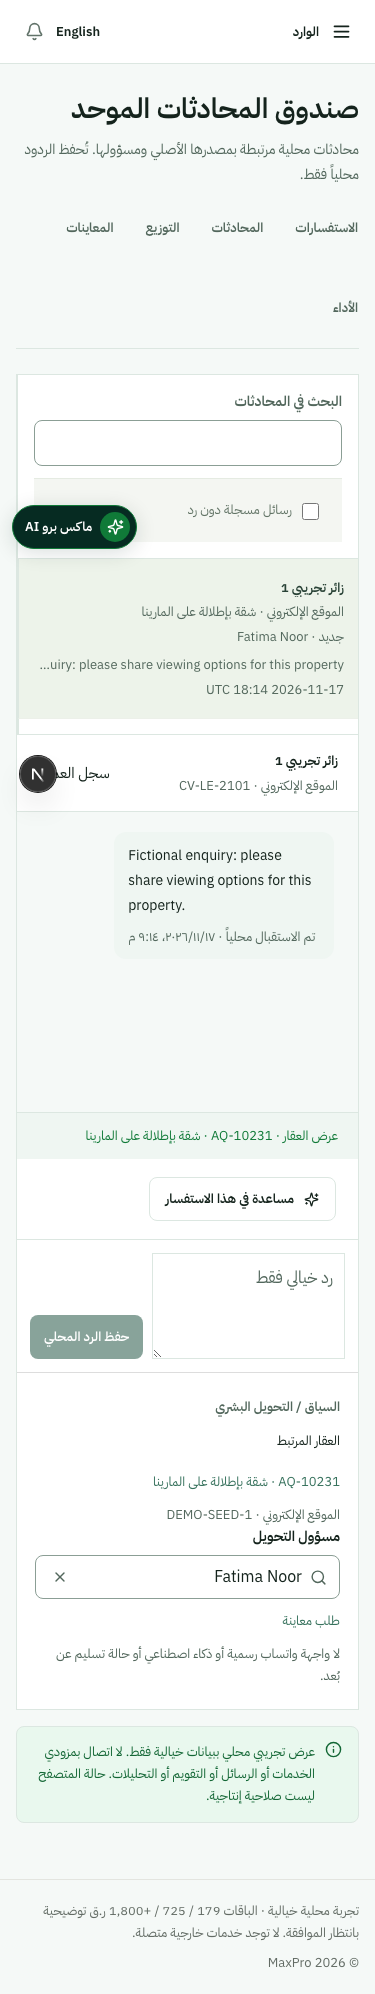 الوارد
English
صندوق المحادثات الموحد
محادثات محلية مرتبطة بمصدرها الأصلي ومسؤولها. تُحفظ الردود
محلياً فقط.
الاستفسارات
المحادثات
التوزيع
المعاينات
الأداء
البحث في المحادثات
رسائل مسجلة دون رد
ماكس برو AI
زائر تجريبي 1
الموقع الإلكتروني · شقة بإطلالة على المارينا
جديد · Fatima Noor
...uiry: please share viewing options for this property
2026-11-17 18:14 UTC
زائر تجريبي 1
الموقع الإلكتروني · CV-LE-2101
سجل
N
Fictional enquiry: please
share viewing options for this
property.
تم الاستقبال محلياً · ٢٠٢٦/١١/١٧، ٩:١٤ م
عرض العقار · AQ-10231 · شقة بإطلالة على المارينا
مساعدة في هذا الاستفسار
رد خيالي فقط
حفظ الرد المحلي
السياق / التحويل البشري
العقار المرتبط
AQ-10231 · شقة بإطلالة على المارينا
الموقع الإلكتروني · DEMO-SEED-1
مسؤول التحويل
Fatima Noor
طلب معاينة
لا واجهة واتساب رسمية أو ذكاء اصطناعي أو حالة تسليم عن
بُعد.
عرض تجريبي محلي ببيانات خيالية فقط. لا اتصال بمزودي
الخدمات أو الرسائل أو التقويم أو التحليلات. حالة المتصفح
ليست صلاحية إنتاجية.
تجربة محلية خيالية · الباقات 179 / 725 / +1,800 ر.ق توضيحية
بانتظار الموافقة. لا توجد خدمات خارجية متصلة.
© 2026 MaxPro